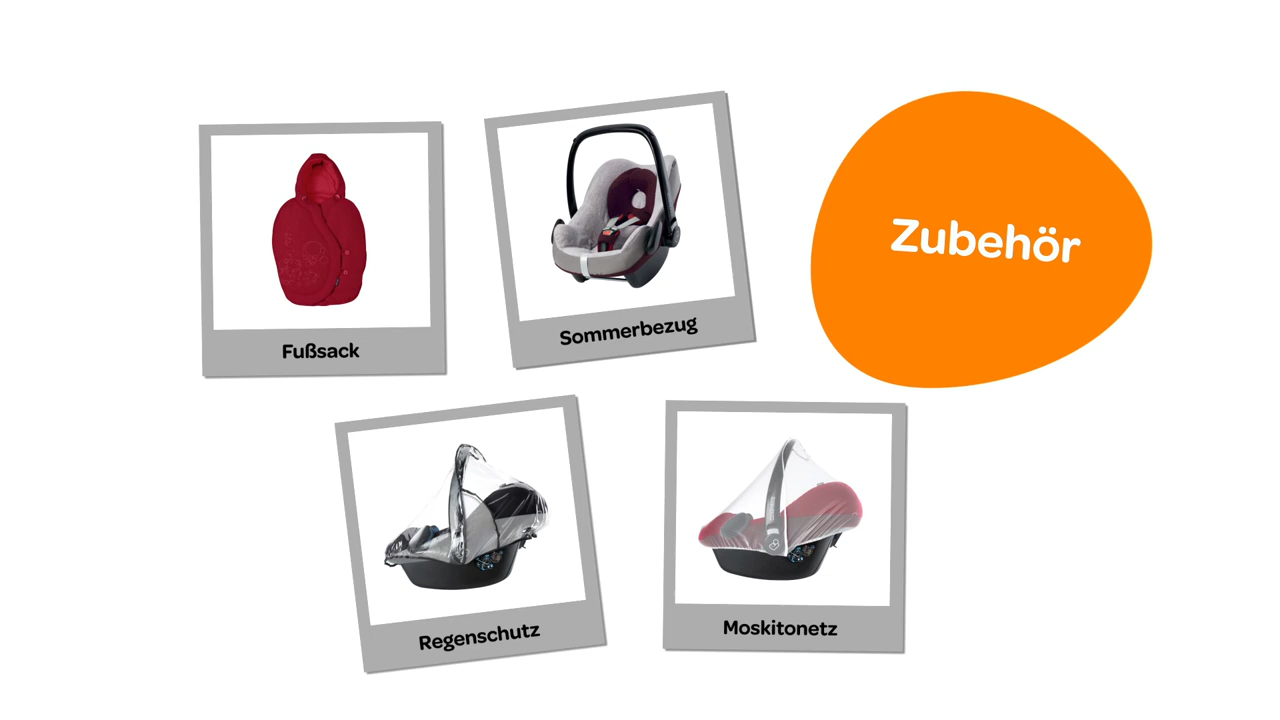 Fußsack
Sommerbezug
Zubehör
Regenschutz
Moskitonetz